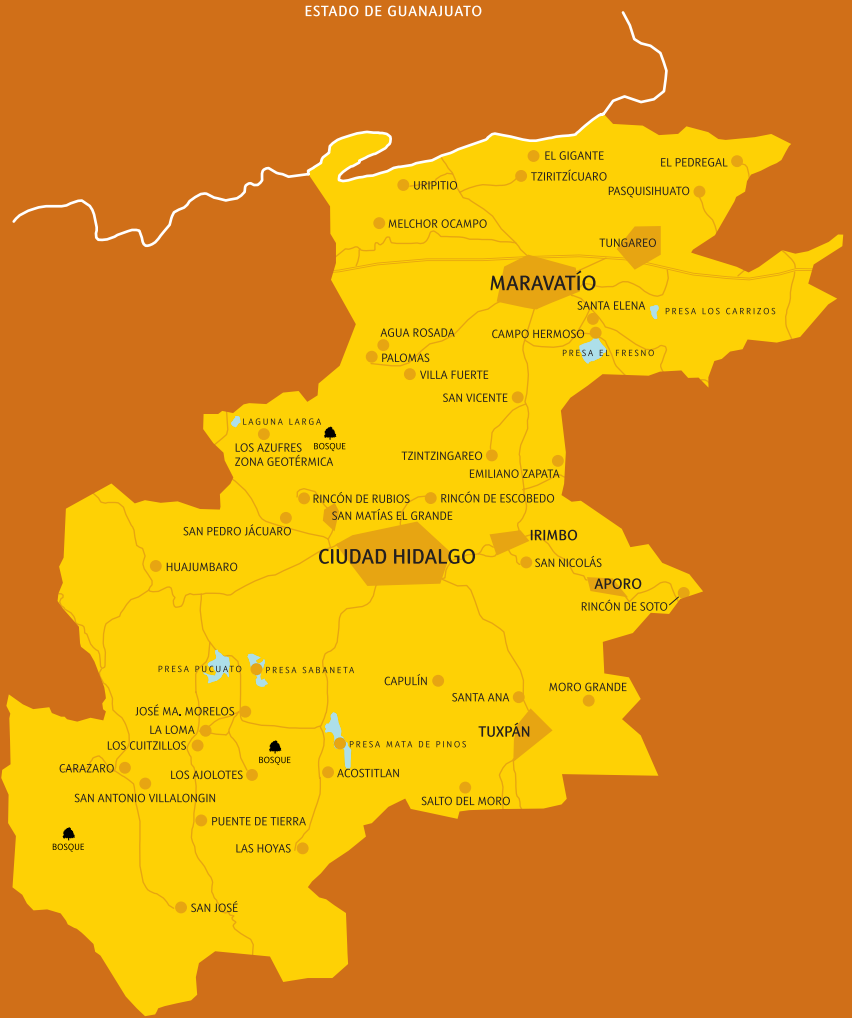 ESTADO DE GUANAJUATO
EL GIGANTE
EL PEDREGAL
TZIRITZÍCUARO
URIPITIO
PASQUISIHUATO
MELCHOR OCAMPO
TUNGAREO
MARAVATÍO
SANTA ELENA
PRESA LOS CARRIZOS
AGUA ROSADA
CAMPO HERMOSO
PALOMAS
PRESA EL FRESNO
VILLA FUERTE
SAN VICENTE
LAGUNA LARGA
LOS AZUFRES
ZONA GEOTÉRMICA
BOSQUE
TZINTZINGAREO
EMILIANO ZAPATA
RINCÓN DE RUBIOS
RINCÓN DE ESCOBEDO
SAN MATÍAS EL GRANDE
SAN PEDRO JÁCUARO
IRIMBO
CIUDAD HIDALGO
SAN NICOLÁS
HUAJUMBARO
APORO
RINCÓN DE SOTO
PRESA PUCUATO
PRESA SABANETA
CAPULÍN
MORO GRANDE
SANTA ANA
JOSÉ MA. MORELOS
LA LOMA
TUXPÁN
LOS CUITZILLOS
PRESA MATA DE PINOS
BOSQUE
CARAZARO
LOS AJOLOTES
ACOSTITLAN
SAN ANTONIO VILLALONGIN
SALTO DEL MORO
PUENTE DE TIERRA
BOSQUE
LAS HOYAS
SAN JOSÉ